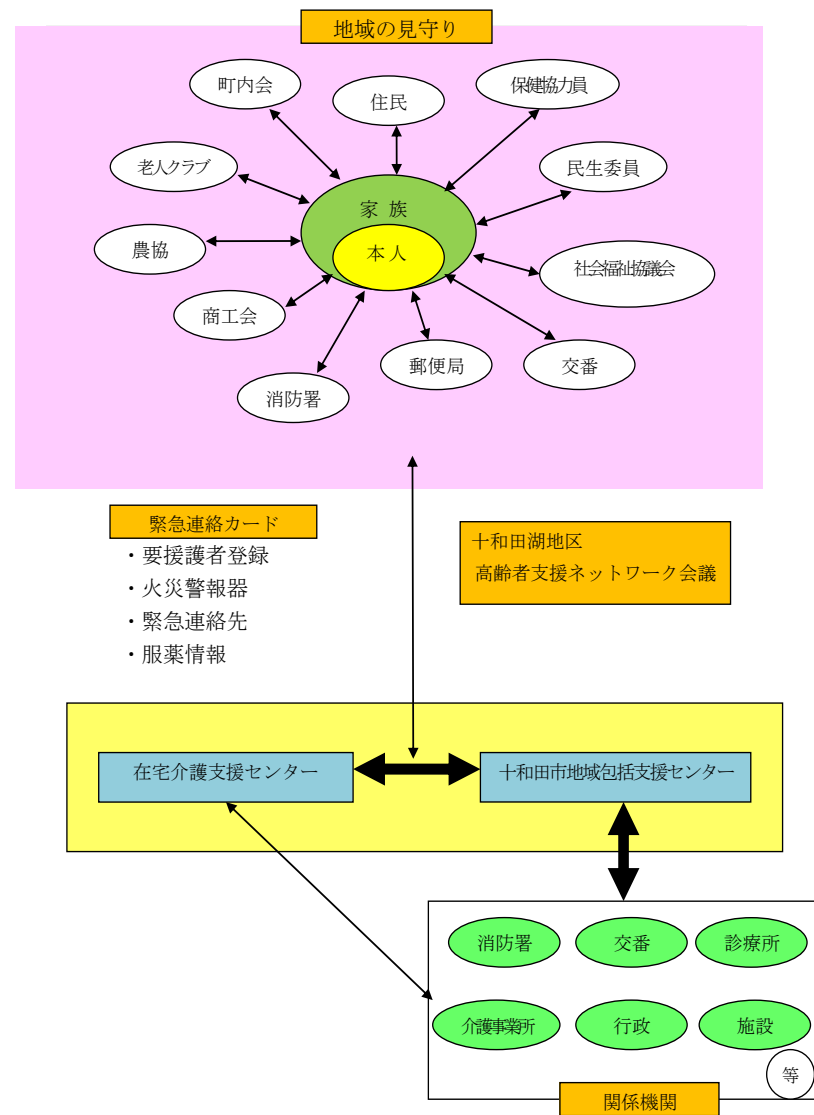 地域の見守り
町内会
住民
保健協力員
老人クラブ
民生委員
家族
本人
農協
社会福祉協議会
商工会
消防署
郵便局
交番
緊急連絡カード
・要援護者登録
・火災警報器
・緊急連絡先
・服薬情報
十和田湖地区
高齢者支援ネットワーク会議
在宅介護支援センター
十和田市地域包括支援センター
消防署
交番
診療所
介護事業所
行政
施設
等
関係機関